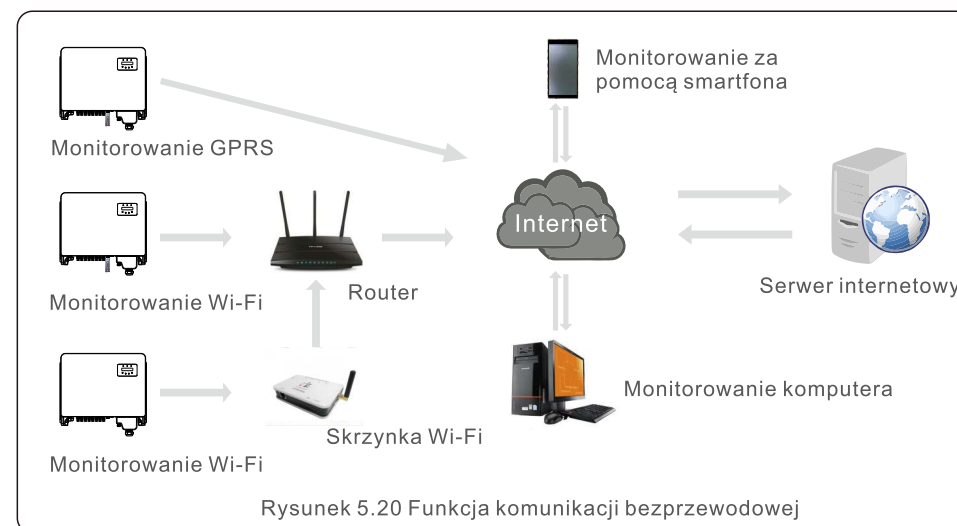 Monitorowanie za
pomocą smartfona
Monitorowanie GPRS
Internet
Serwer internetowy
Router
Monitorowanie Wi-Fi
Monitorowanie komputera
Skrzynka Wi-Fi
Monitorowanie Wi-Fi
Rysunek 5.20 Funkcja komunikacji bezprzewodowej